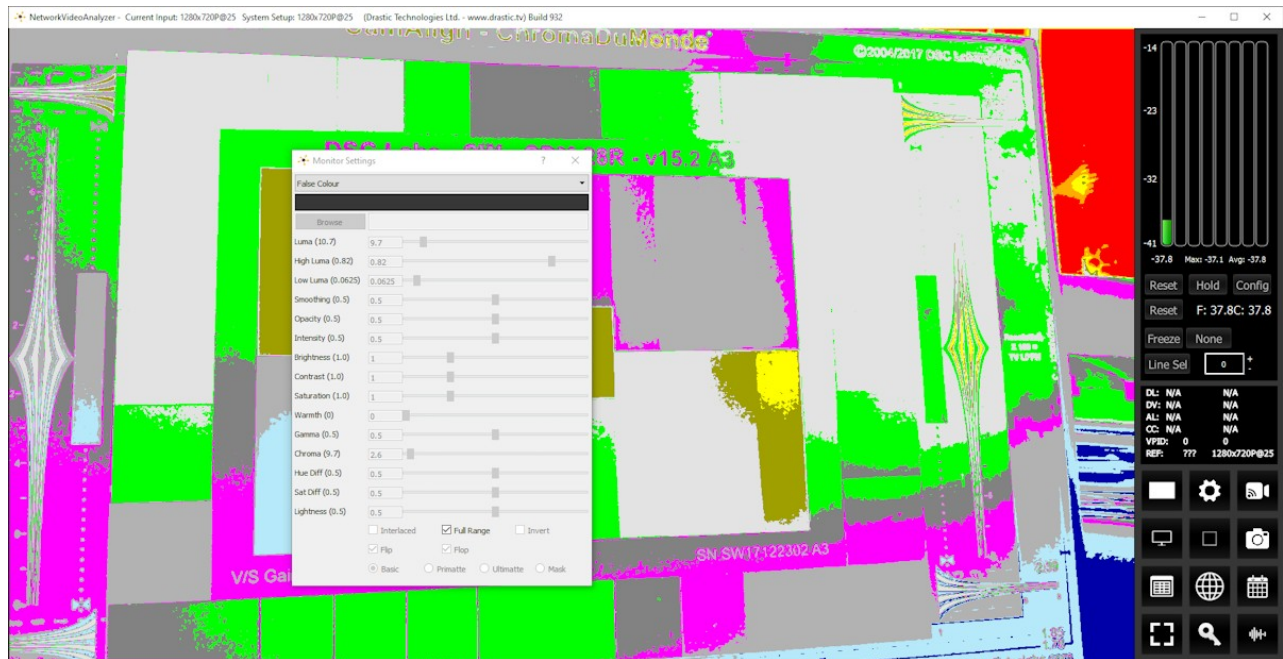 NetworkVideoAnalyzer - Current Input: 1280x720P@25 System Setup: 1280x720P@25 (Drastic Technologies Ltd. - www.drastic.tv) Build 932
CamAlign - ChromaDuMonde
©2004/2017 DSC Labs
v15.2 A3
Monitor Settings
False Colour
Browse
Luma (10.7) 9.7
High Luma (0.82) 0.82
Low Luma (0.0625) 0.0625
Smoothing (0.5) 0.5
Opacity (0.5) 0.5
Intensity (0.5) 0.5
Brightness (1.0) 1
Contrast (1.0) 1
Saturation (1.0) 1
Warmth (0) 0
Gamma (0.5) 0.5
Chroma (9.7) 2.6
Hue Diff (0.5) 0.5
Sat Diff (0.5) 0.5
Lightness (0.5) 0.5
Interlaced Full Range Invert
Flip Flop
Basic Primatte Ultimatte Mask
V/S Gai
SN SW17122302 A3
-14
-23
-32
-41
-37.8 Max: -37.1 Avg: -37.8
Reset Hold Config
Reset F: 37.8C: 37.8
Freeze None
Line Sel 0 + -
DL: N/A N/A
DV: N/A N/A
AL: N/A N/A
CC: N/A N/A
VPID: 0 0
REF: ??? 1280x720P@25